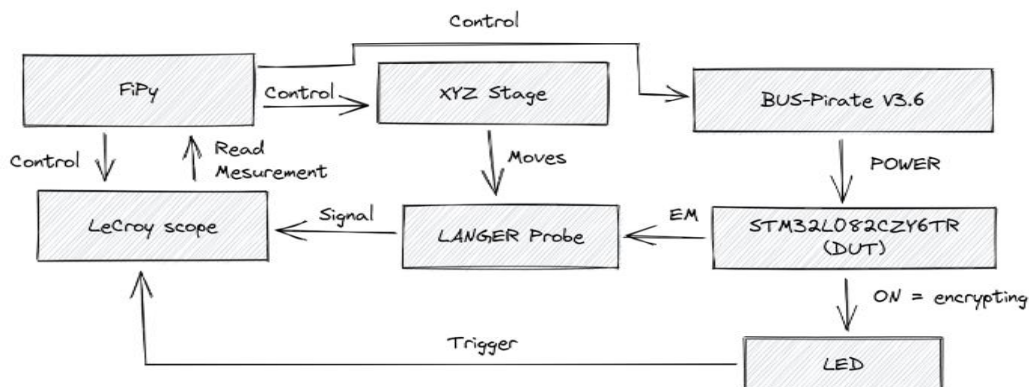 Control
FiPy
Control
XYZ Stage
BUS-Pirate V3.6
Control
Read
Mesurement
Moves
POWER
LeCroy scope
Signal
LANGER Probe
EM
STM32L082CZY6TR
(DUT)
ON = encrypting
Trigger
LED